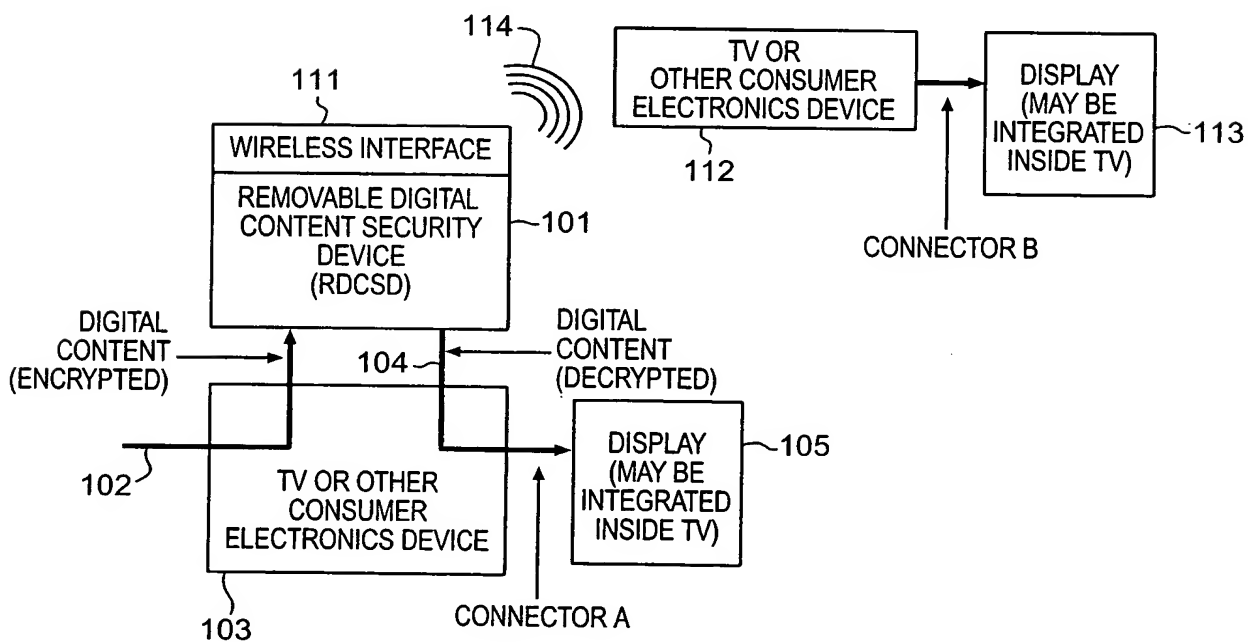 114
111
WIRELESS INTERFACE
REMOVABLE DIGITAL
CONTENT SECURITY
DEVICE
(RDCSD)
101
TV OR
OTHER CONSUMER
ELECTRONICS DEVICE
112
DISPLAY
(MAY BE
INTEGRATED
INSIDE TV)
113
CONNECTOR B
DIGITAL
CONTENT
(ENCRYPTED)
104
DIGITAL
CONTENT
(DECRYPTED)
102
TV OR OTHER
CONSUMER
ELECTRONICS DEVICE
103
DISPLAY
(MAY BE
INTEGRATED
INSIDE TV)
105
CONNECTOR A